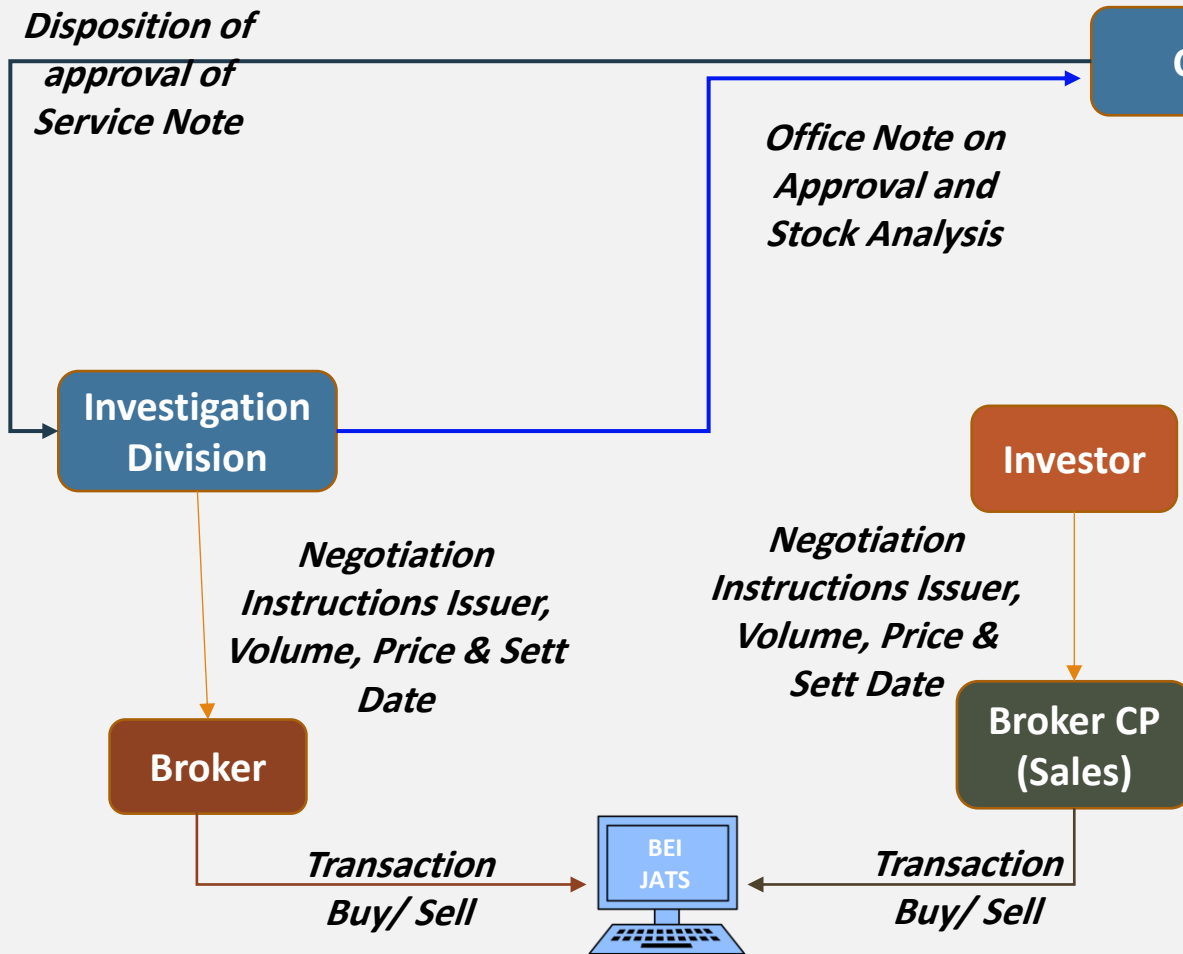 Disposition of
approval of
Service Note
Office Note on
Approval and
Stock Analysis
Investigation
Division
Investor
Negotiation
Instructions Issuer,
Volume, Price & Sett
Date
Negotiation
Instructions Issuer,
Volume, Price &
Sett Date
Broker
Broker CP
(Sales)
Transaction
Buy/ Sell
BEI
JATS
Transaction
Buy/ Sell